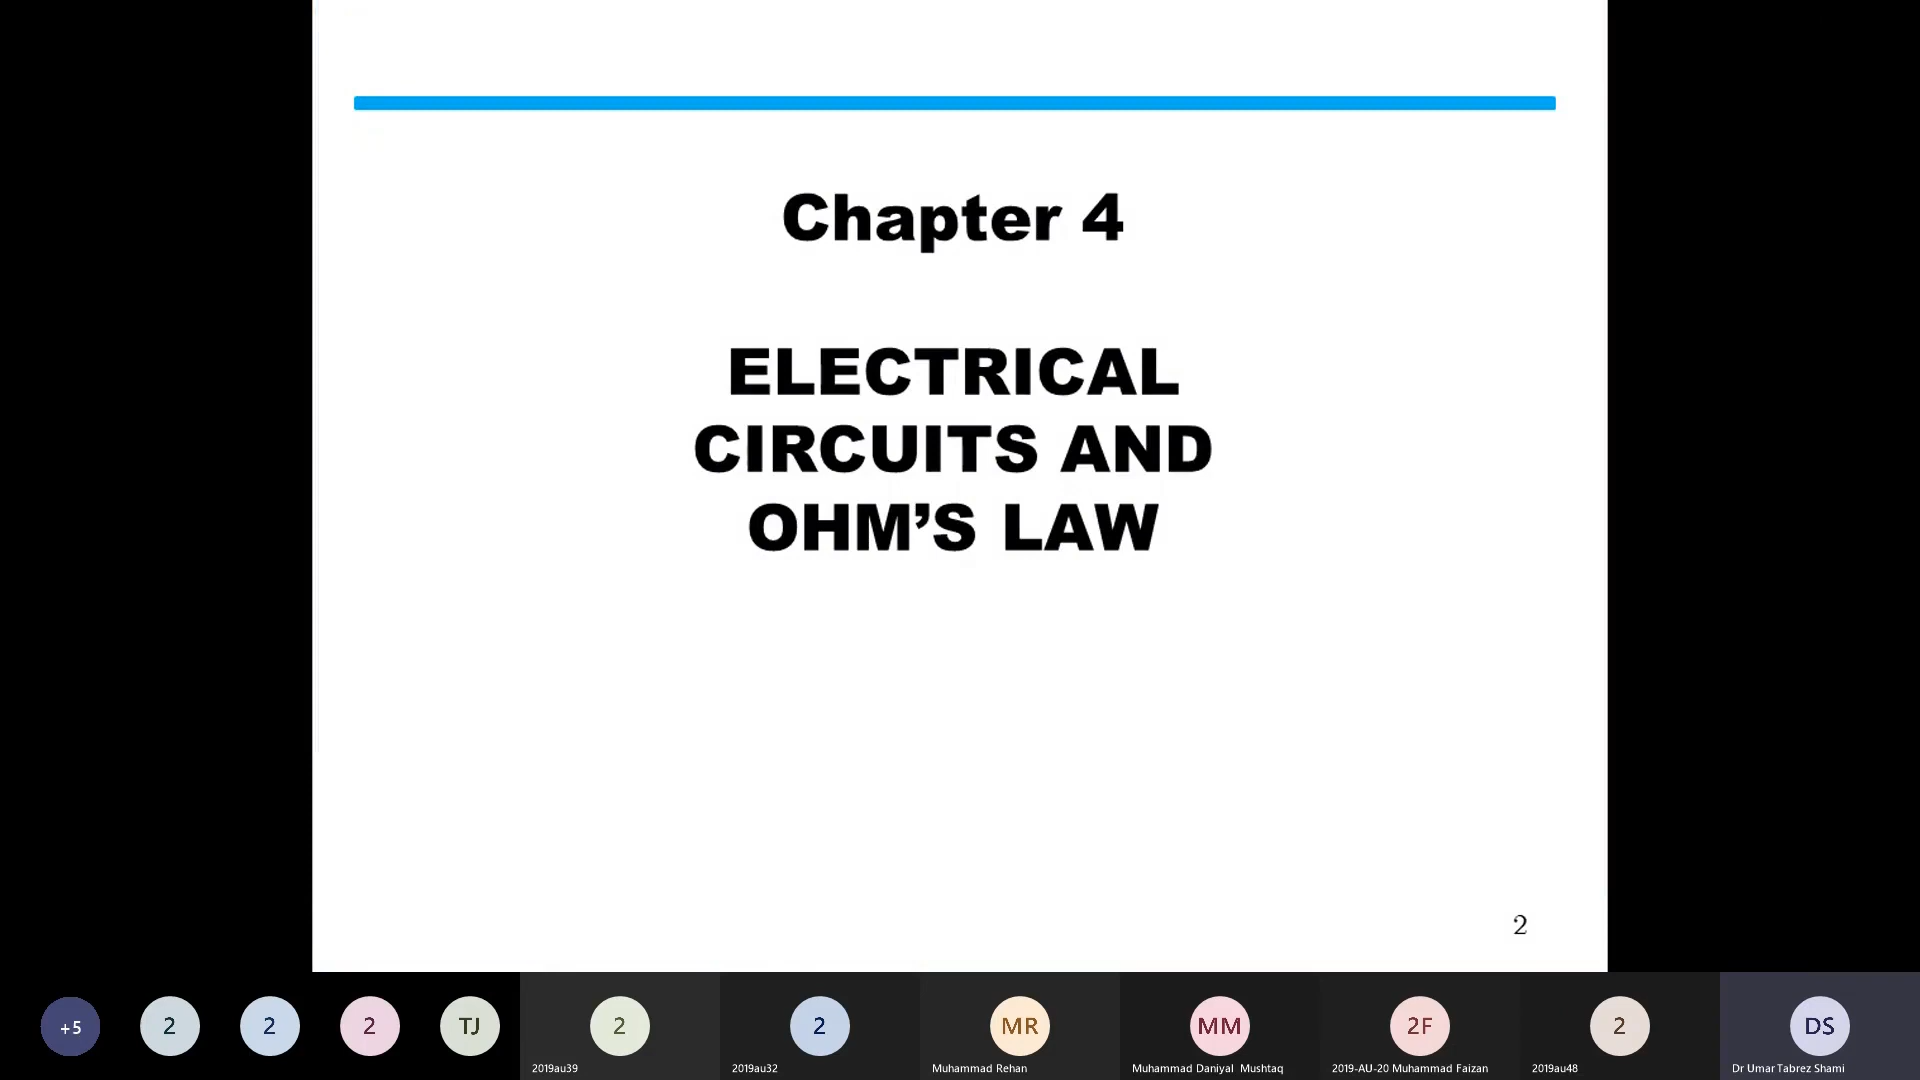 Chapter 4
ELECTRICAL
CIRCUITS AND
OHM’S LAW
2
+5
2
2
2
TJ
2
2
MR
MM
2F
2
DS
2019au39
2019au32
Muhammad Rehan
Muhammad Daniyal Mushtaq
2019-AU-20 Muhammad Faizan
2019au48
Dr Umar Tabrez Shami